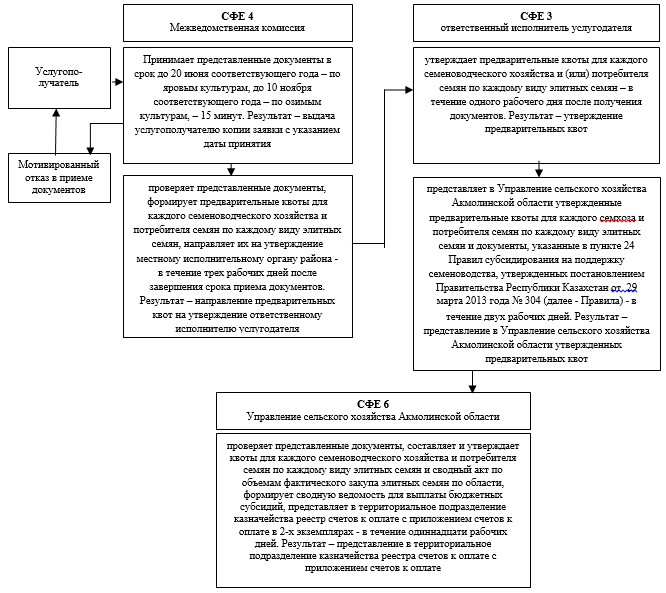 СФЕ 4
Межведомственная комиссия
Услугопо-
лучатель
Принимает представленные документы в
срок до 20 июня соответствующего года – по
яровым культурам, до 10 ноября
соответствующего года – по озимым
культурам, – 15 минут. Результат – выдача
услугополучателю копии заявки с указанием
даты принятия
Мотивированный
отказ в приеме
документов
проверяет представленные документы,
формирует предварительные квоты для
каждого семеноводческого хозяйства и
потребителя семян по каждому виду элитных
семян, направляет их на утверждение
местному исполнительному органу района -
в течение трех рабочих дней после
завершения срока приема документов.
Результат – направление предварительных
квот на утверждение ответственному
исполнителю услугодателя
СФЕ 3
ответственный исполнитель услугодателя
утверждает предварительные квоты для каждого
семеноводческого хозяйства и (или) потребителя
семян по каждому виду элитных семян – в
течение одного рабочего дня после получения
документов. Результат – утверждение
предварительных квот
представляет в Управление сельского хозяйства
Акмолинской области утвержденные
предварительные квоты для каждого семхоза и
потребителя семян по каждому виду элитных
семян и документы, указанные в пункте 24
Правил субсидирования на поддержку
семеноводства, утвержденных постановлением
Правительства Республики Казахстан от 29
марта 2013 года № 304 (далее - Правила) - в
течение двух рабочих дней. Результат –
представление в Управление сельского хозяйства
Акмолинской области утвержденных
предварительных квот
СФЕ 6
Управление сельского хозяйства Акмолинской области
проверяет представленные документы, составляет и утверждает
квоты для каждого семеноводческого хозяйства и потребителя
семян по каждому виду элитных семян и сводный акт по
объемам фактического закупа элитных семян по области,
формирует сводную ведомость для выплаты бюджетных
субсидий, представляет в территориальное подразделение
казначейства реестр счетов к оплате с приложением счетов к
оплате в 2-х экземплярах - в течение одиннадцати рабочих
дней. Результат – представление в территориальное
подразделение казначейства реестра счетов к оплате с
приложением счетов к оплате